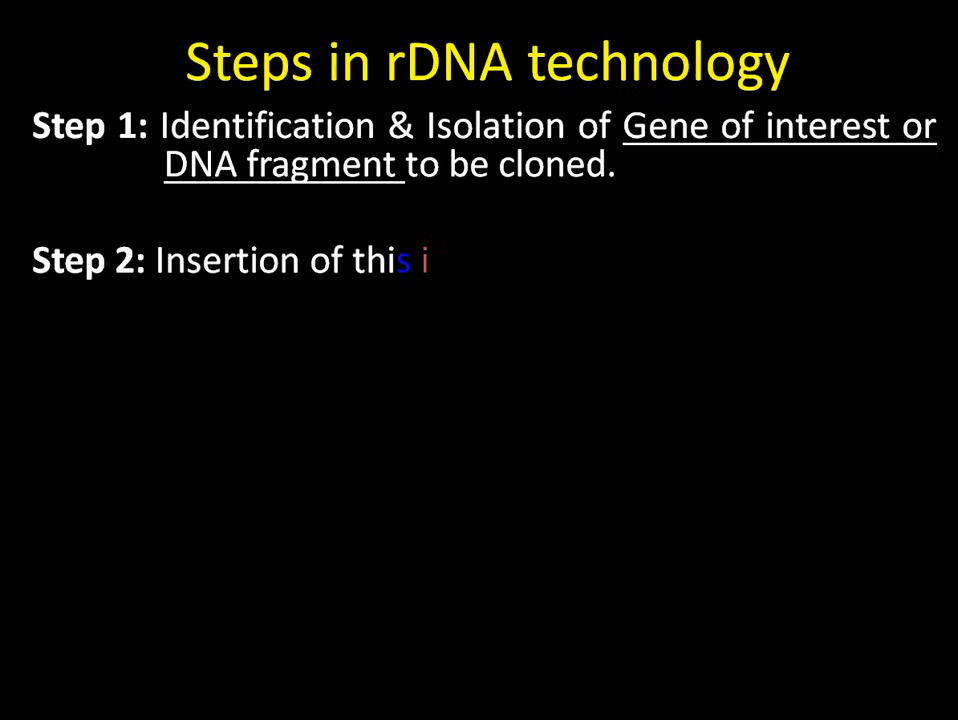 Steps in rDNA technology
Step 1: Identification & Isolation of Gene of interest or
DNA fragment to be cloned.
Step 2: Insertion of this i